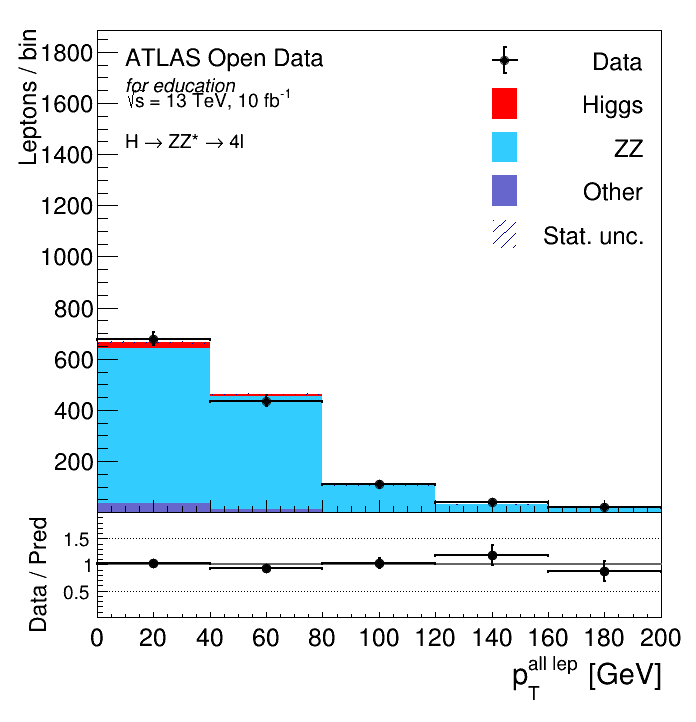 Leptons / bin
1800
1600
1400
1200
1000
800
600
400
200
ATLAS Open Data
for education
√s = 13 TeV, 10 fb⁻¹
H → ZZ* → 4l
Data
Higgs
ZZ
Other
Stat. unc.
Data / Pred
1.5
1
0.5
0 20 40 60 80 100 120 140 160 180 200
p_T^all lep [GeV]